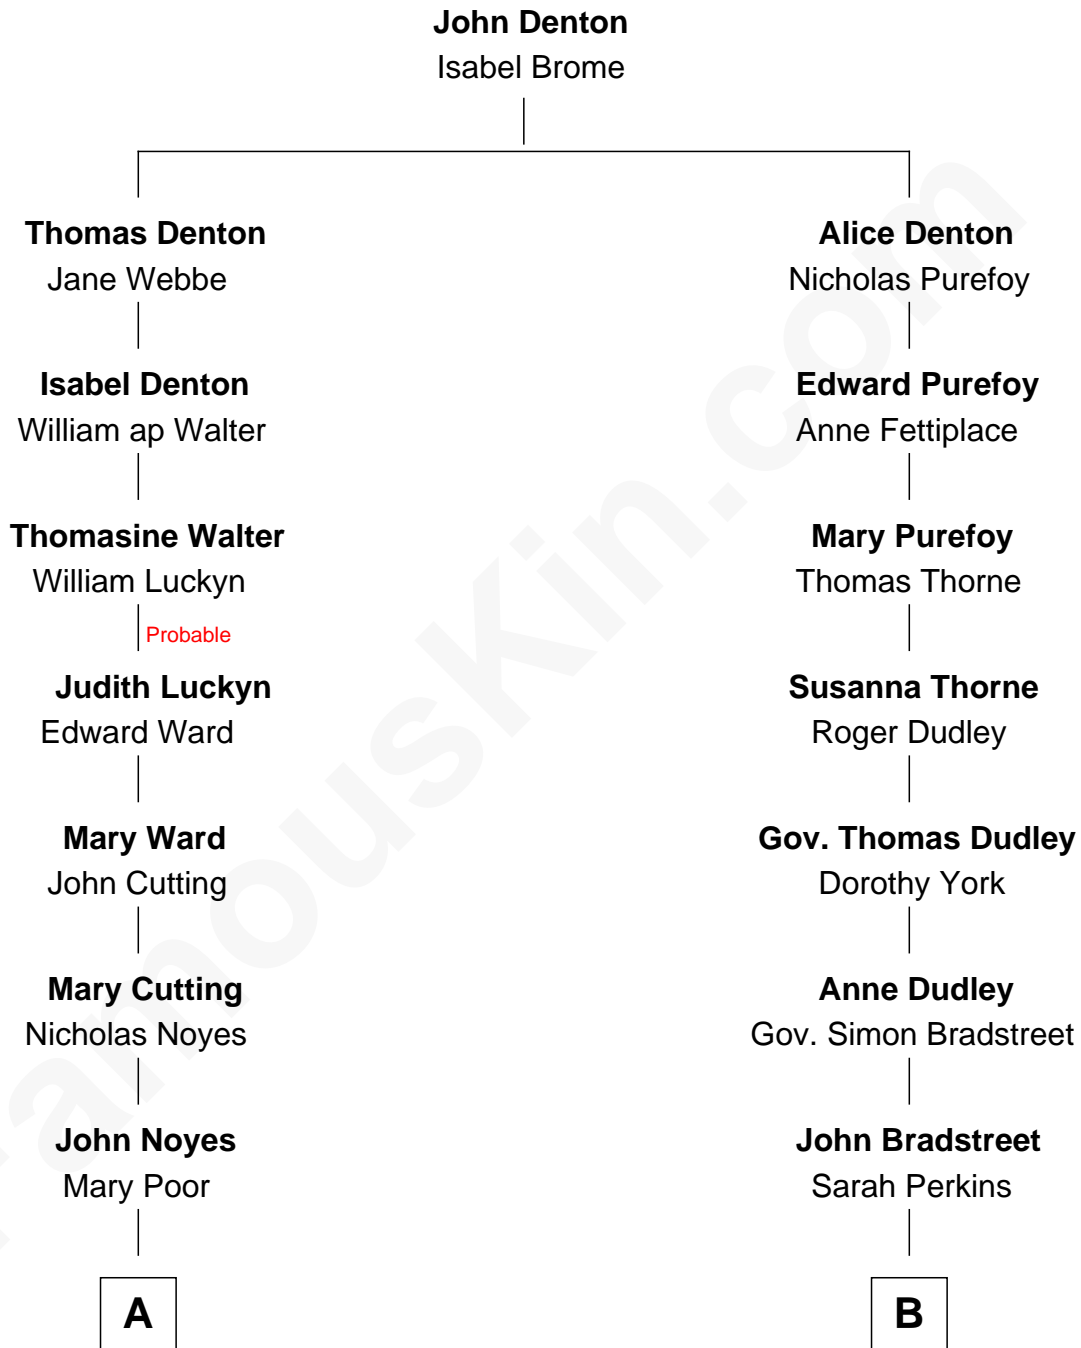 John Denton
Isabel Brome
Thomas Denton
Jane Webbe
Alice Denton
Nicholas Purefoy
Isabel Denton
William ap Walter
Edward Purefoy
Anne Fettiplace
Thomasine Walter
William Luckyn
Mary Purefoy
Thomas Thorne
Probable
Judith Luckyn
Edward Ward
Susanna Thorne
Roger Dudley
Mary Ward
John Cutting
Gov. Thomas Dudley
Dorothy York
Mary Cutting
Nicholas Noyes
Anne Dudley
Gov. Simon Bradstreet
John Noyes
Mary Poor
John Bradstreet
Sarah Perkins
A
B
FamousKin.com